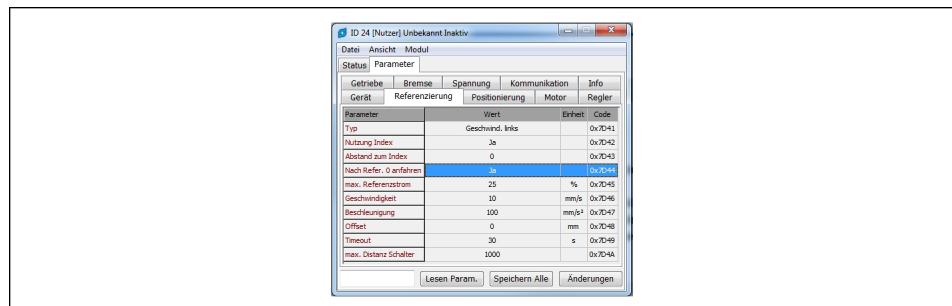 ID 24 [Nutzer] Unbekannt Inaktiv
Datei Ansicht Modul
Status Parameter
Getriebe Bremse Spannung Kommunikation Info
Gerät Referenzierung Positionierung Motor Regler
Parameter Wert Einheit Code
Typ Geschwind. links 0x7D41
Nutzung Index Ja 0x7D42
Abstand zum Index 0 0x7D43
Nach Refer. 0 anfahren Ja 0x7D44
max. Referenzstrom 25 % 0x7D45
Geschwindigkeit 10 mm/s 0x7D46
Beschleunigung 100 mm/s² 0x7D47
Offset 0 mm 0x7D48
Timeout 30 s 0x7D49
max. Distanz Schalter 1000 0x7D4A
Lesen Param. Speichern Alle Änderungen